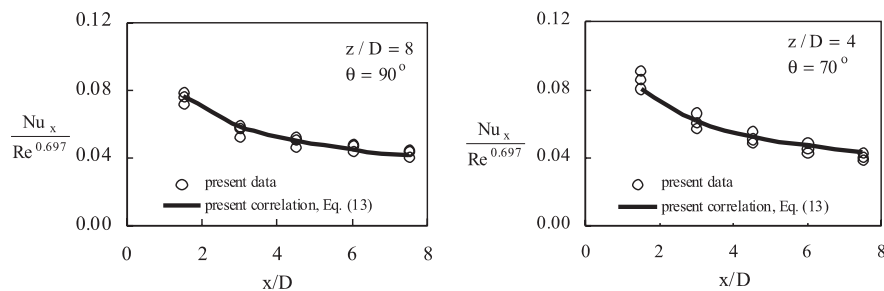 0.12
z / D = 8
θ = 90°
0.08
Nu x
Re 0.697
0.04
present data
present correlation, Eq. (13)
0.00
0 2 4 6 8
x/D
0.12
z / D = 4
θ = 70°
0.08
Nu x
Re 0.697
0.04
present data
present correlation, Eq. (13)
0.00
0 2 4 6 8
x/D